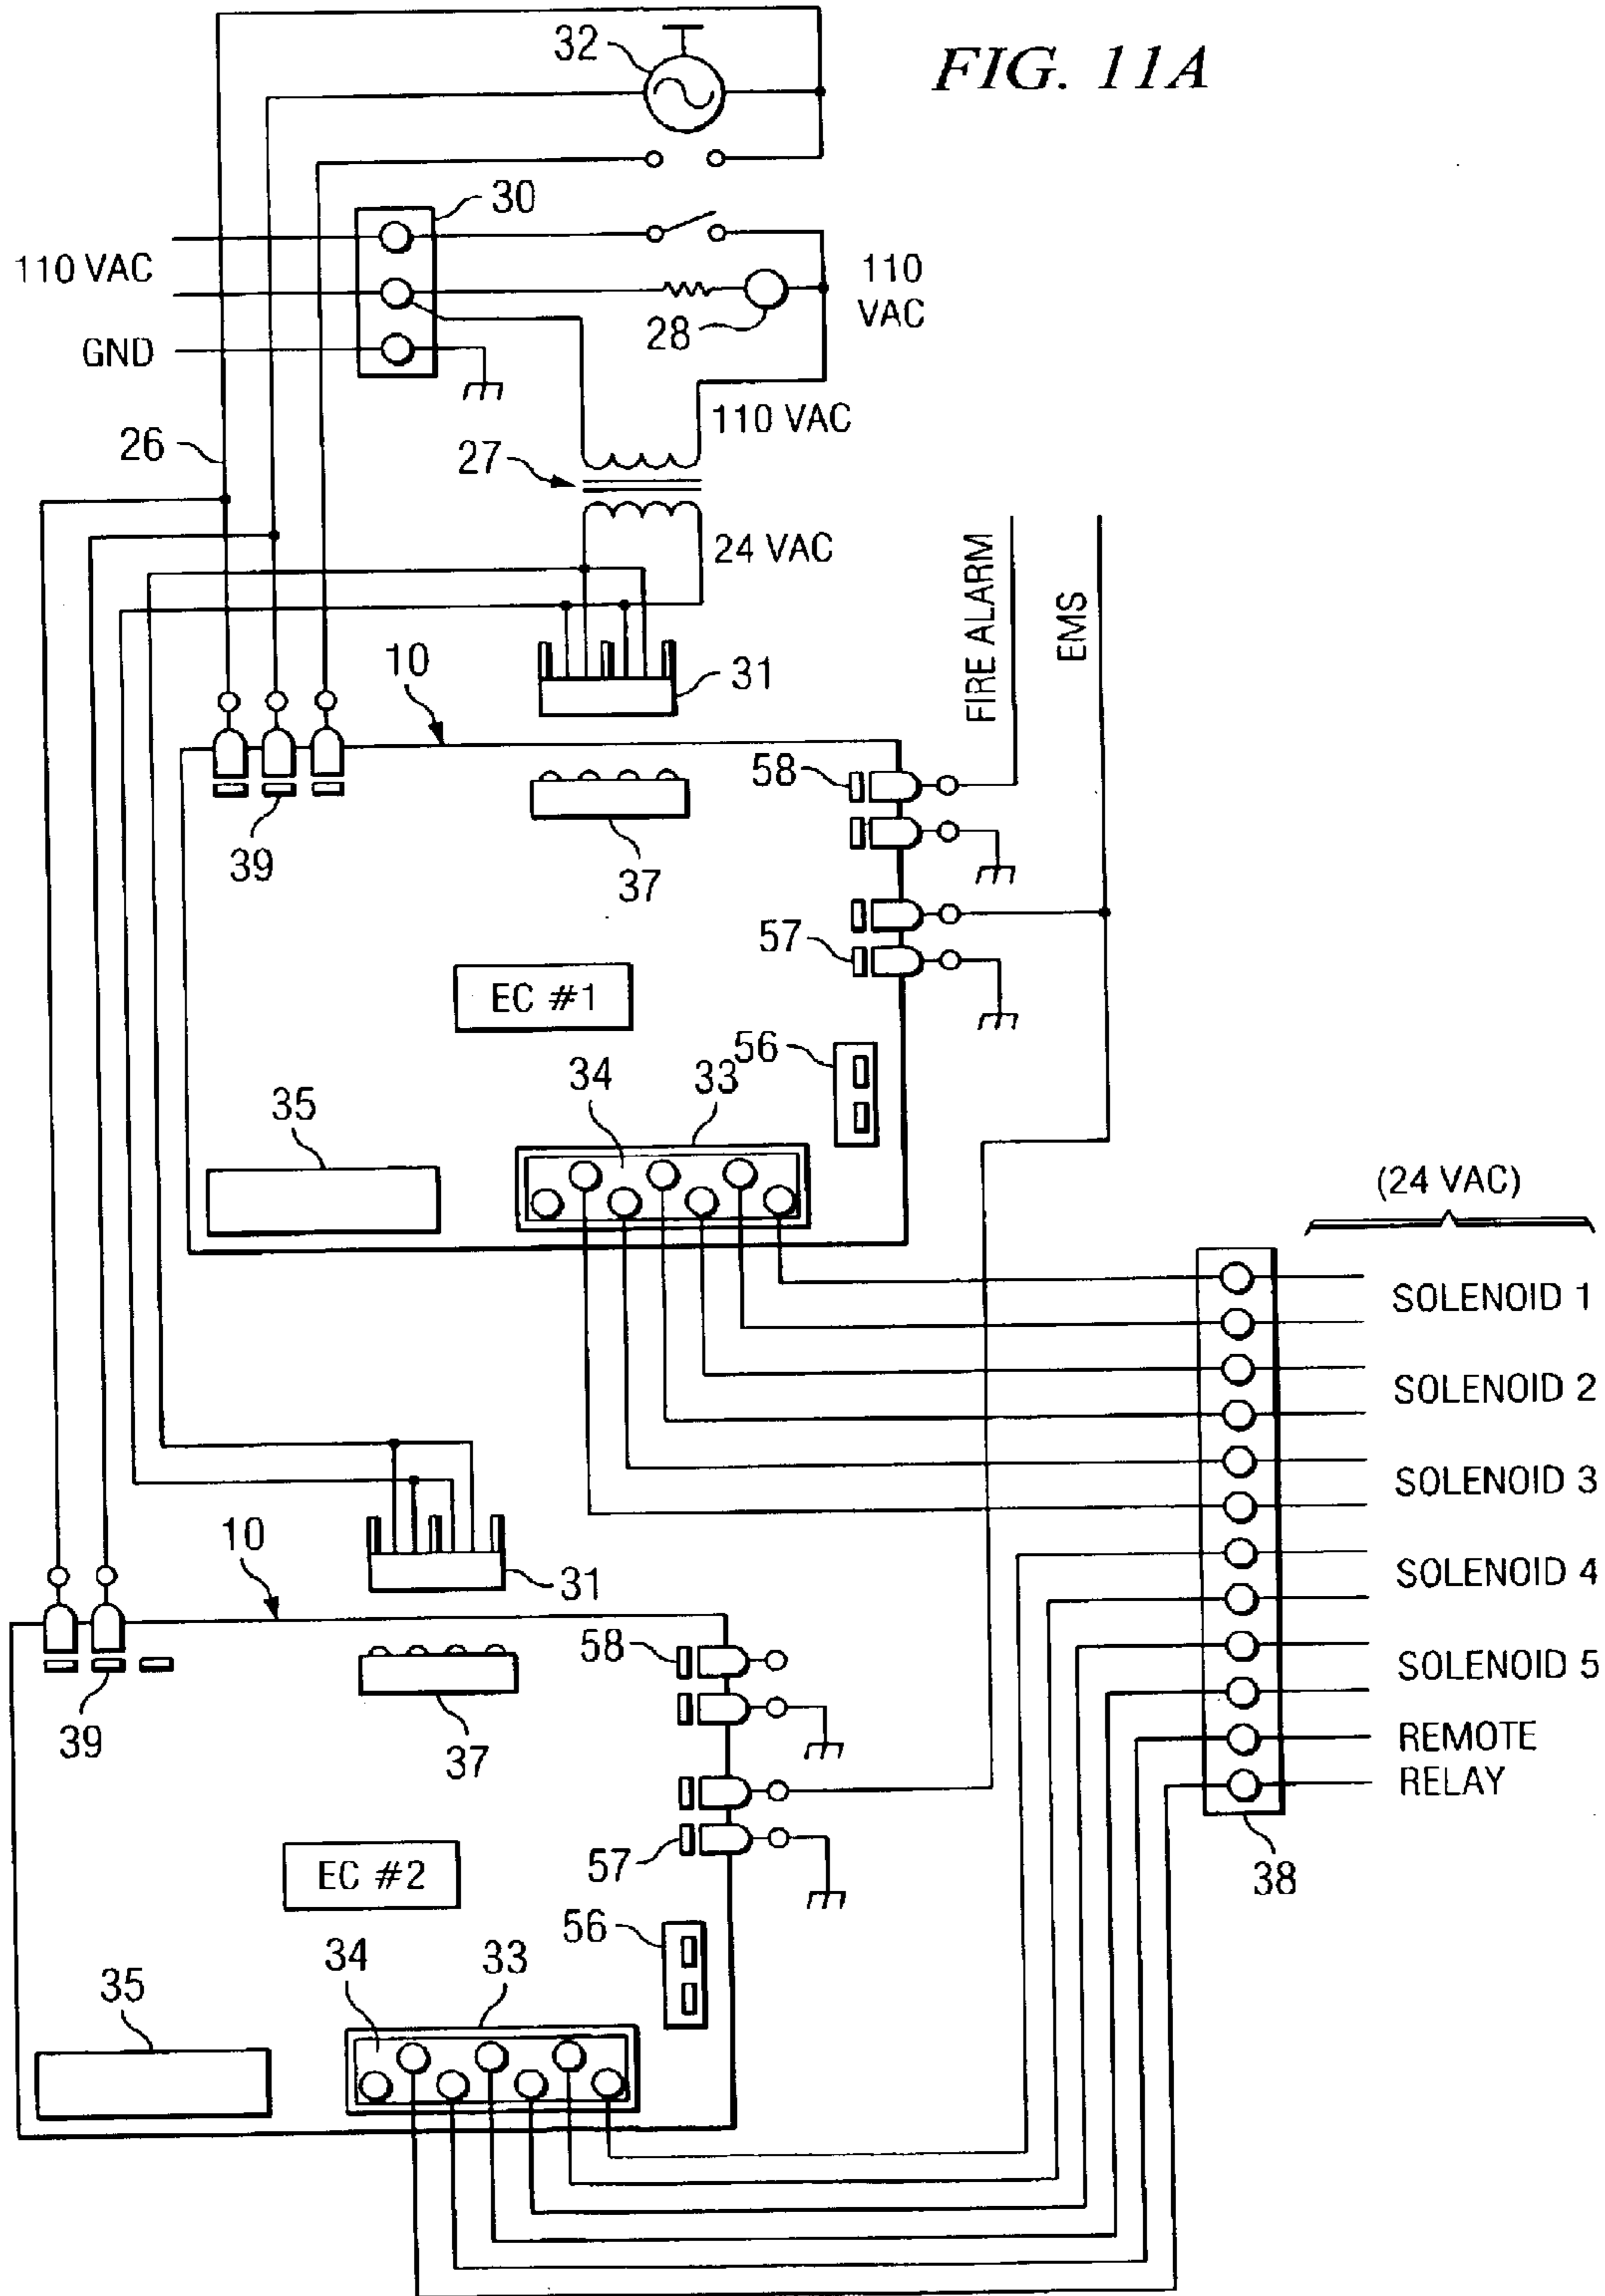 FIG. 11A
32
30
110 VAC
110
VAC
28
GND
110 VAC
26
27
24 VAC
FIRE ALARM
EMS
10
31
58
39
37
57
EC #1
56
34
33
35
(24 VAC)
SOLENOID 1
SOLENOID 2
SOLENOID 3
SOLENOID 4
SOLENOID 5
REMOTE
RELAY
38
10
31
58
39
37
57
EC #2
56
34
33
35